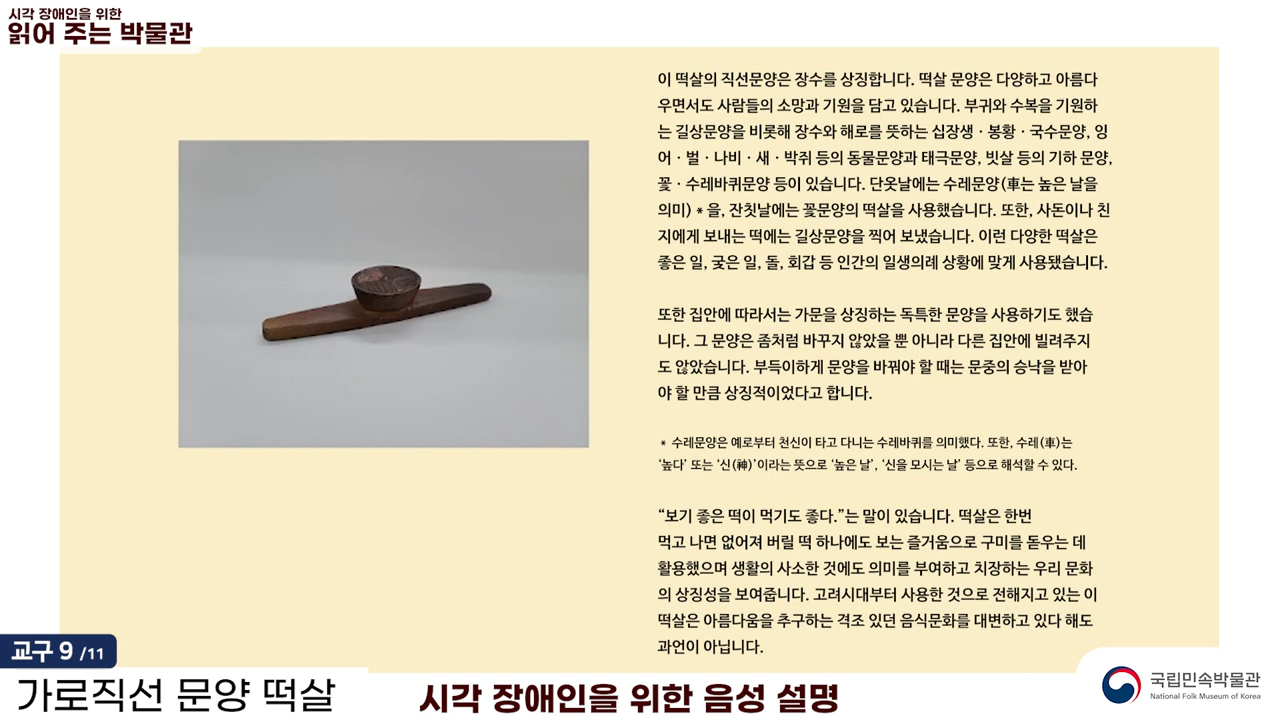 시각 장애인을 위한
읽어 주는 박물관
이 떡살의 직선문양은 장수를 상징합니다. 떡살 문양은 다양하고 아름다
우면서도 사람들의 소망과 기원을 담고 있습니다. 부귀와 수복을 기원하
는 길상문양을 비롯해 장수와 해로를 뜻하는 십장생 · 봉황 · 국수문양, 잉
어 · 벌 · 나비 · 새 · 박쥐 등의 동물문양과 태극문양, 빗살 등의 기하 문양,
꽃 · 수레바퀴문양 등이 있습니다. 단옷날에는 수레문양(車는 높은 날을
의미) * 을, 잔칫날에는 꽃문양의 떡살을 사용했습니다. 또한, 사돈이나 친
지에게 보내는 떡에는 길상문양을 찍어 보냈습니다. 이런 다양한 떡살은
좋은 일, 궂은 일, 돌, 회갑 등 인간의 일생의례 상황에 맞게 사용됐습니다.
또한 집안에 따라서는 가문을 상징하는 독특한 문양을 사용하기도 했습
니다. 그 문양은 좀처럼 바꾸지 않았을 뿐 아니라 다른 집안에 빌려주지
도 않았습니다. 부득이하게 문양을 바꿔야 할 때는 문중의 승낙을 받아
야 할 만큼 상징적이었다고 합니다.
* 수레문양은 예로부터 천신이 타고 다니는 수레바퀴를 의미했다. 또한, 수레(車)는
‘높다’ 또는 ‘신(神)’이라는 뜻으로 ‘높은 날’, ‘신을 모시는 날’ 등으로 해석할 수 있다.
“보기 좋은 떡이 먹기도 좋다.”는 말이 있습니다. 떡살은 한번
먹고 나면 없어져 버릴 떡 하나에도 보는 즐거움으로 구미를 돋우는 데
활용했으며 생활의 사소한 것에도 의미를 부여하고 치장하는 우리 문화
의 상징성을 보여줍니다. 고려시대부터 사용한 것으로 전해지고 있는 이
떡살은 아름다움을 추구하는 격조 있던 음식문화를 대변하고 있다 해도
과언이 아닙니다.
교구 9 /11
가로직선 문양 떡살
시각 장애인을 위한 음성 설명
국립민속박물관
National Folk Museum of Korea